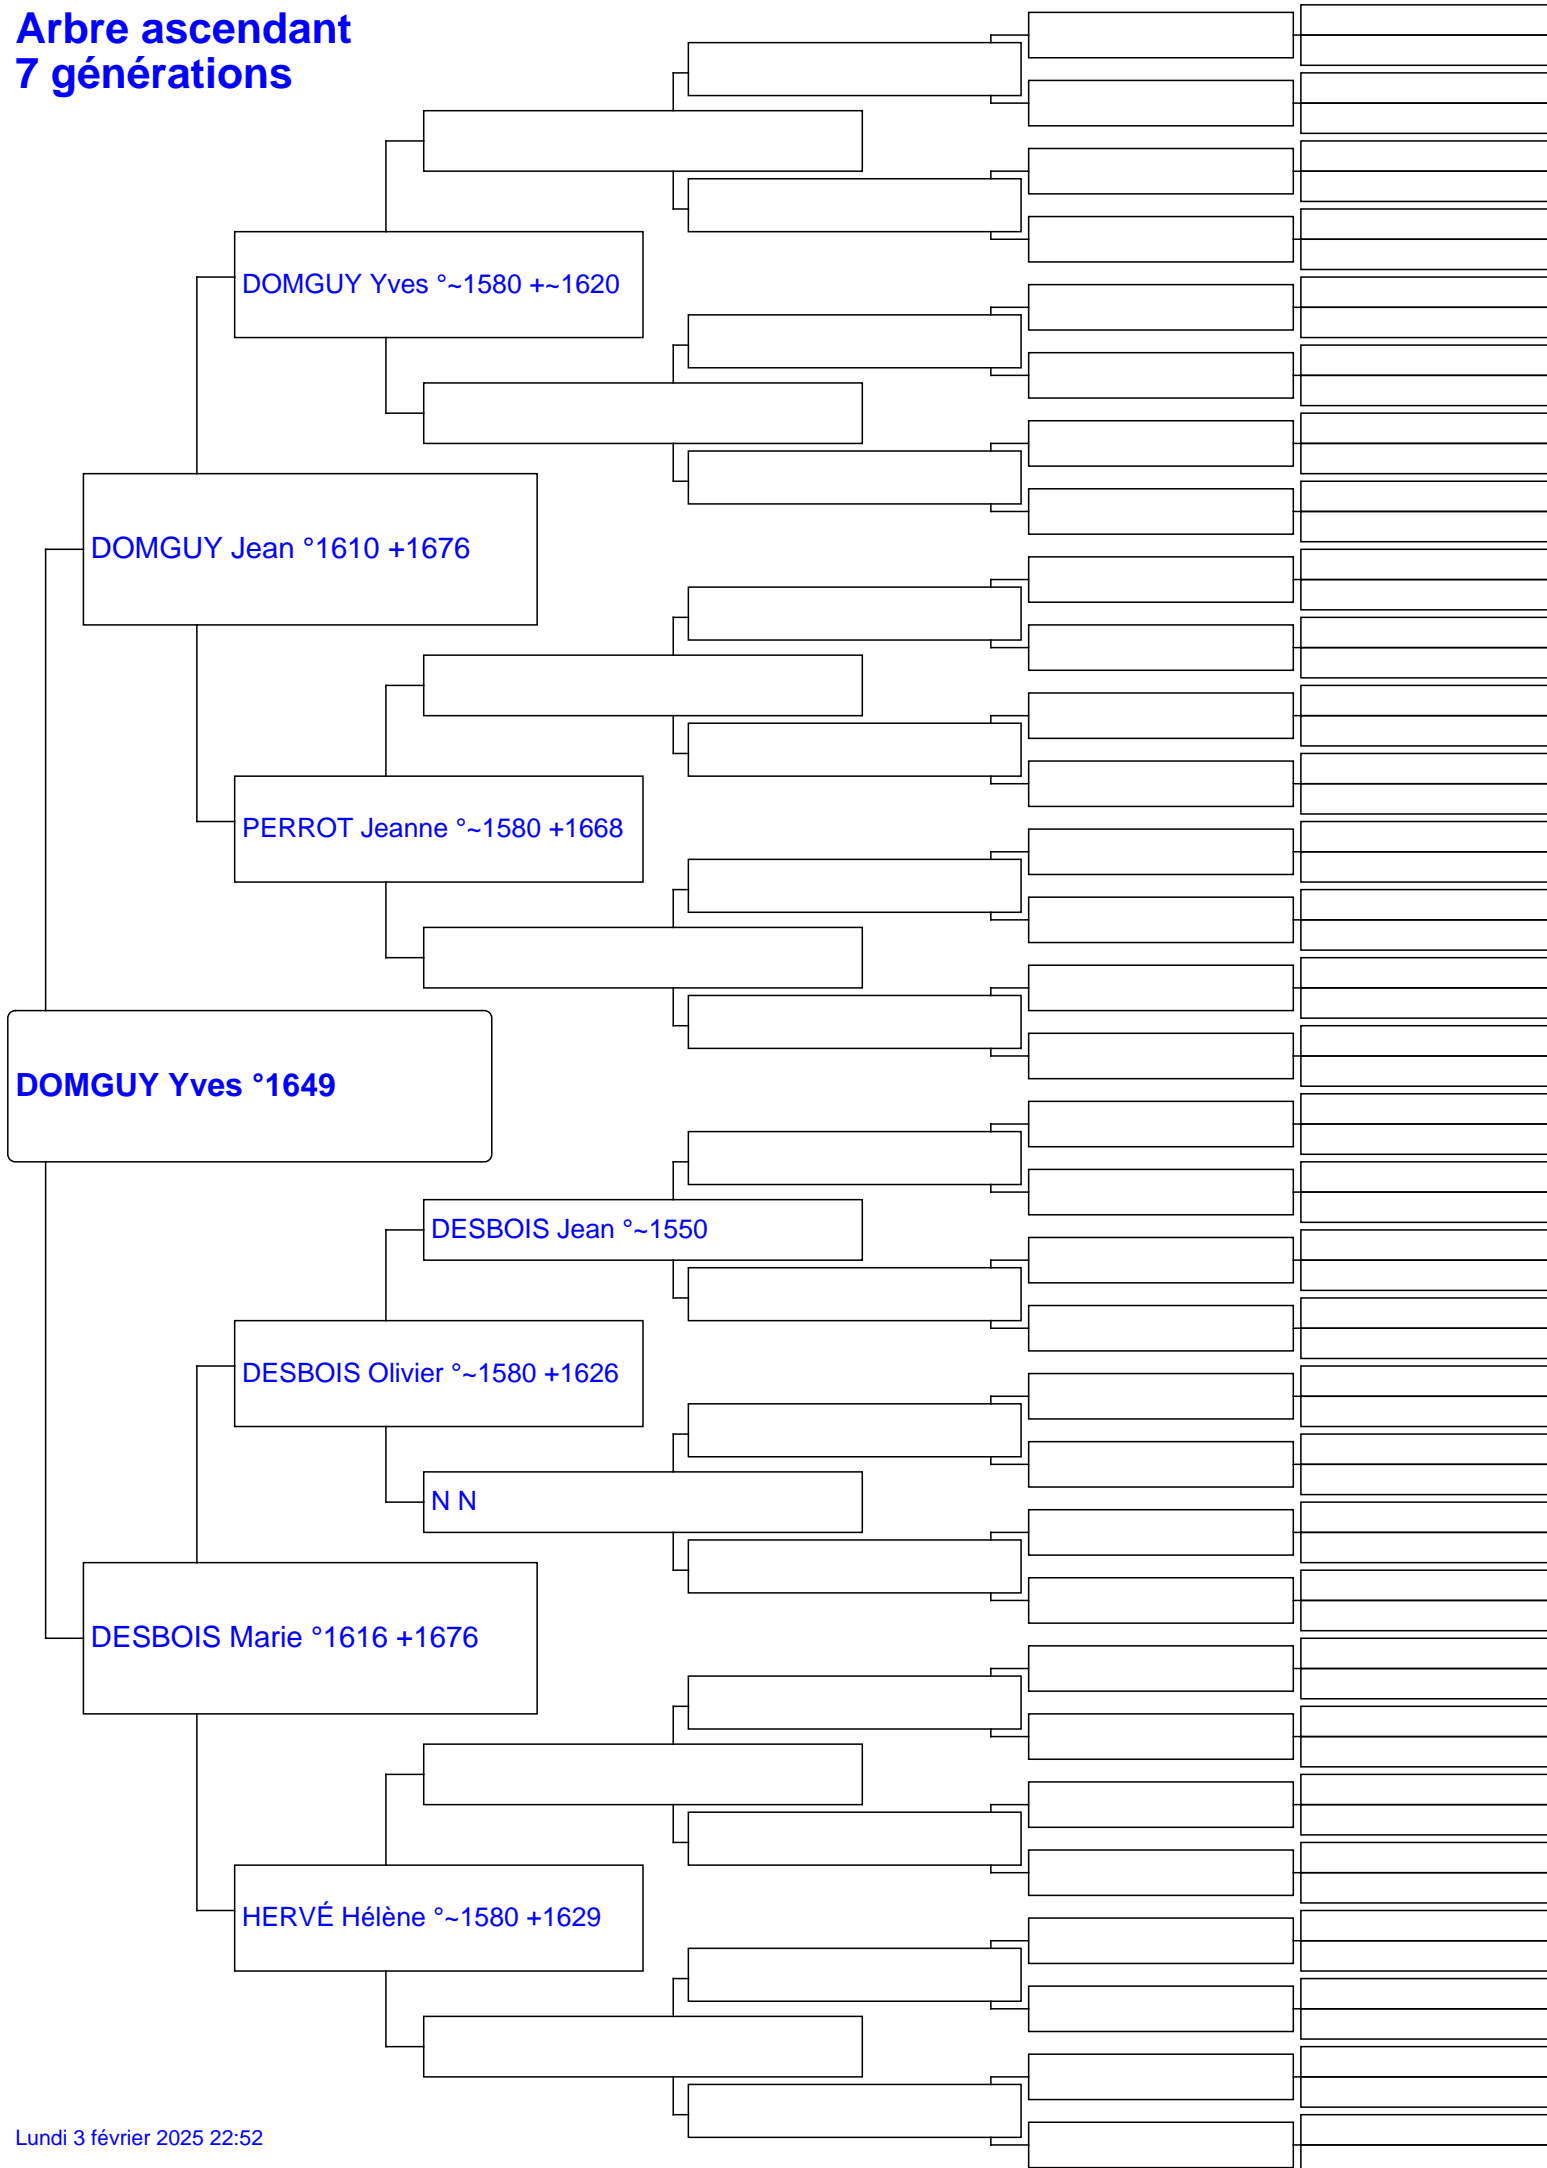 Arbre ascendant
7 générations
DOMGUY Yves °~1580 +~1620
DOMGUY Jean °1610 +1676
PERROT Jeanne °~1580 +1668
DOMGUY Yves °1649
DESBOIS Jean °~1550
DESBOIS Olivier °~1580 +1626
N N
DESBOIS Marie °1616 +1676
HERVÉ Hélène °~1580 +1629
Lundi 3 février 2025 22:52